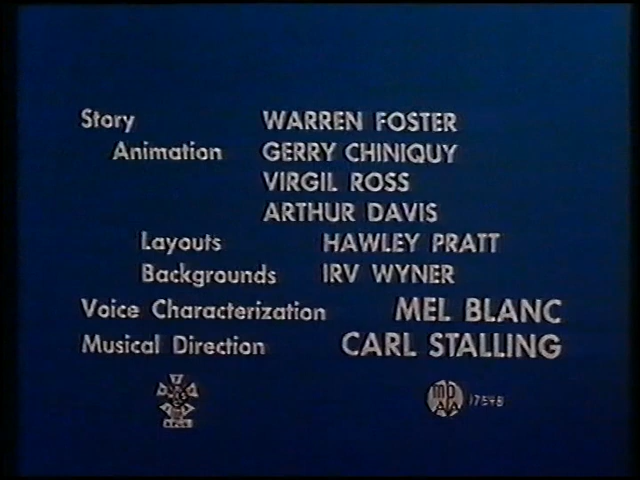 Story WARREN FOSTER
Animation GERRY CHINIQUY
VIRGIL ROSS
ARTHUR DAVIS
Layouts HAWLEY PRATT
Backgrounds IRV WYNER
Voice Characterization MEL BLANC
Musical Direction CARL STALLING